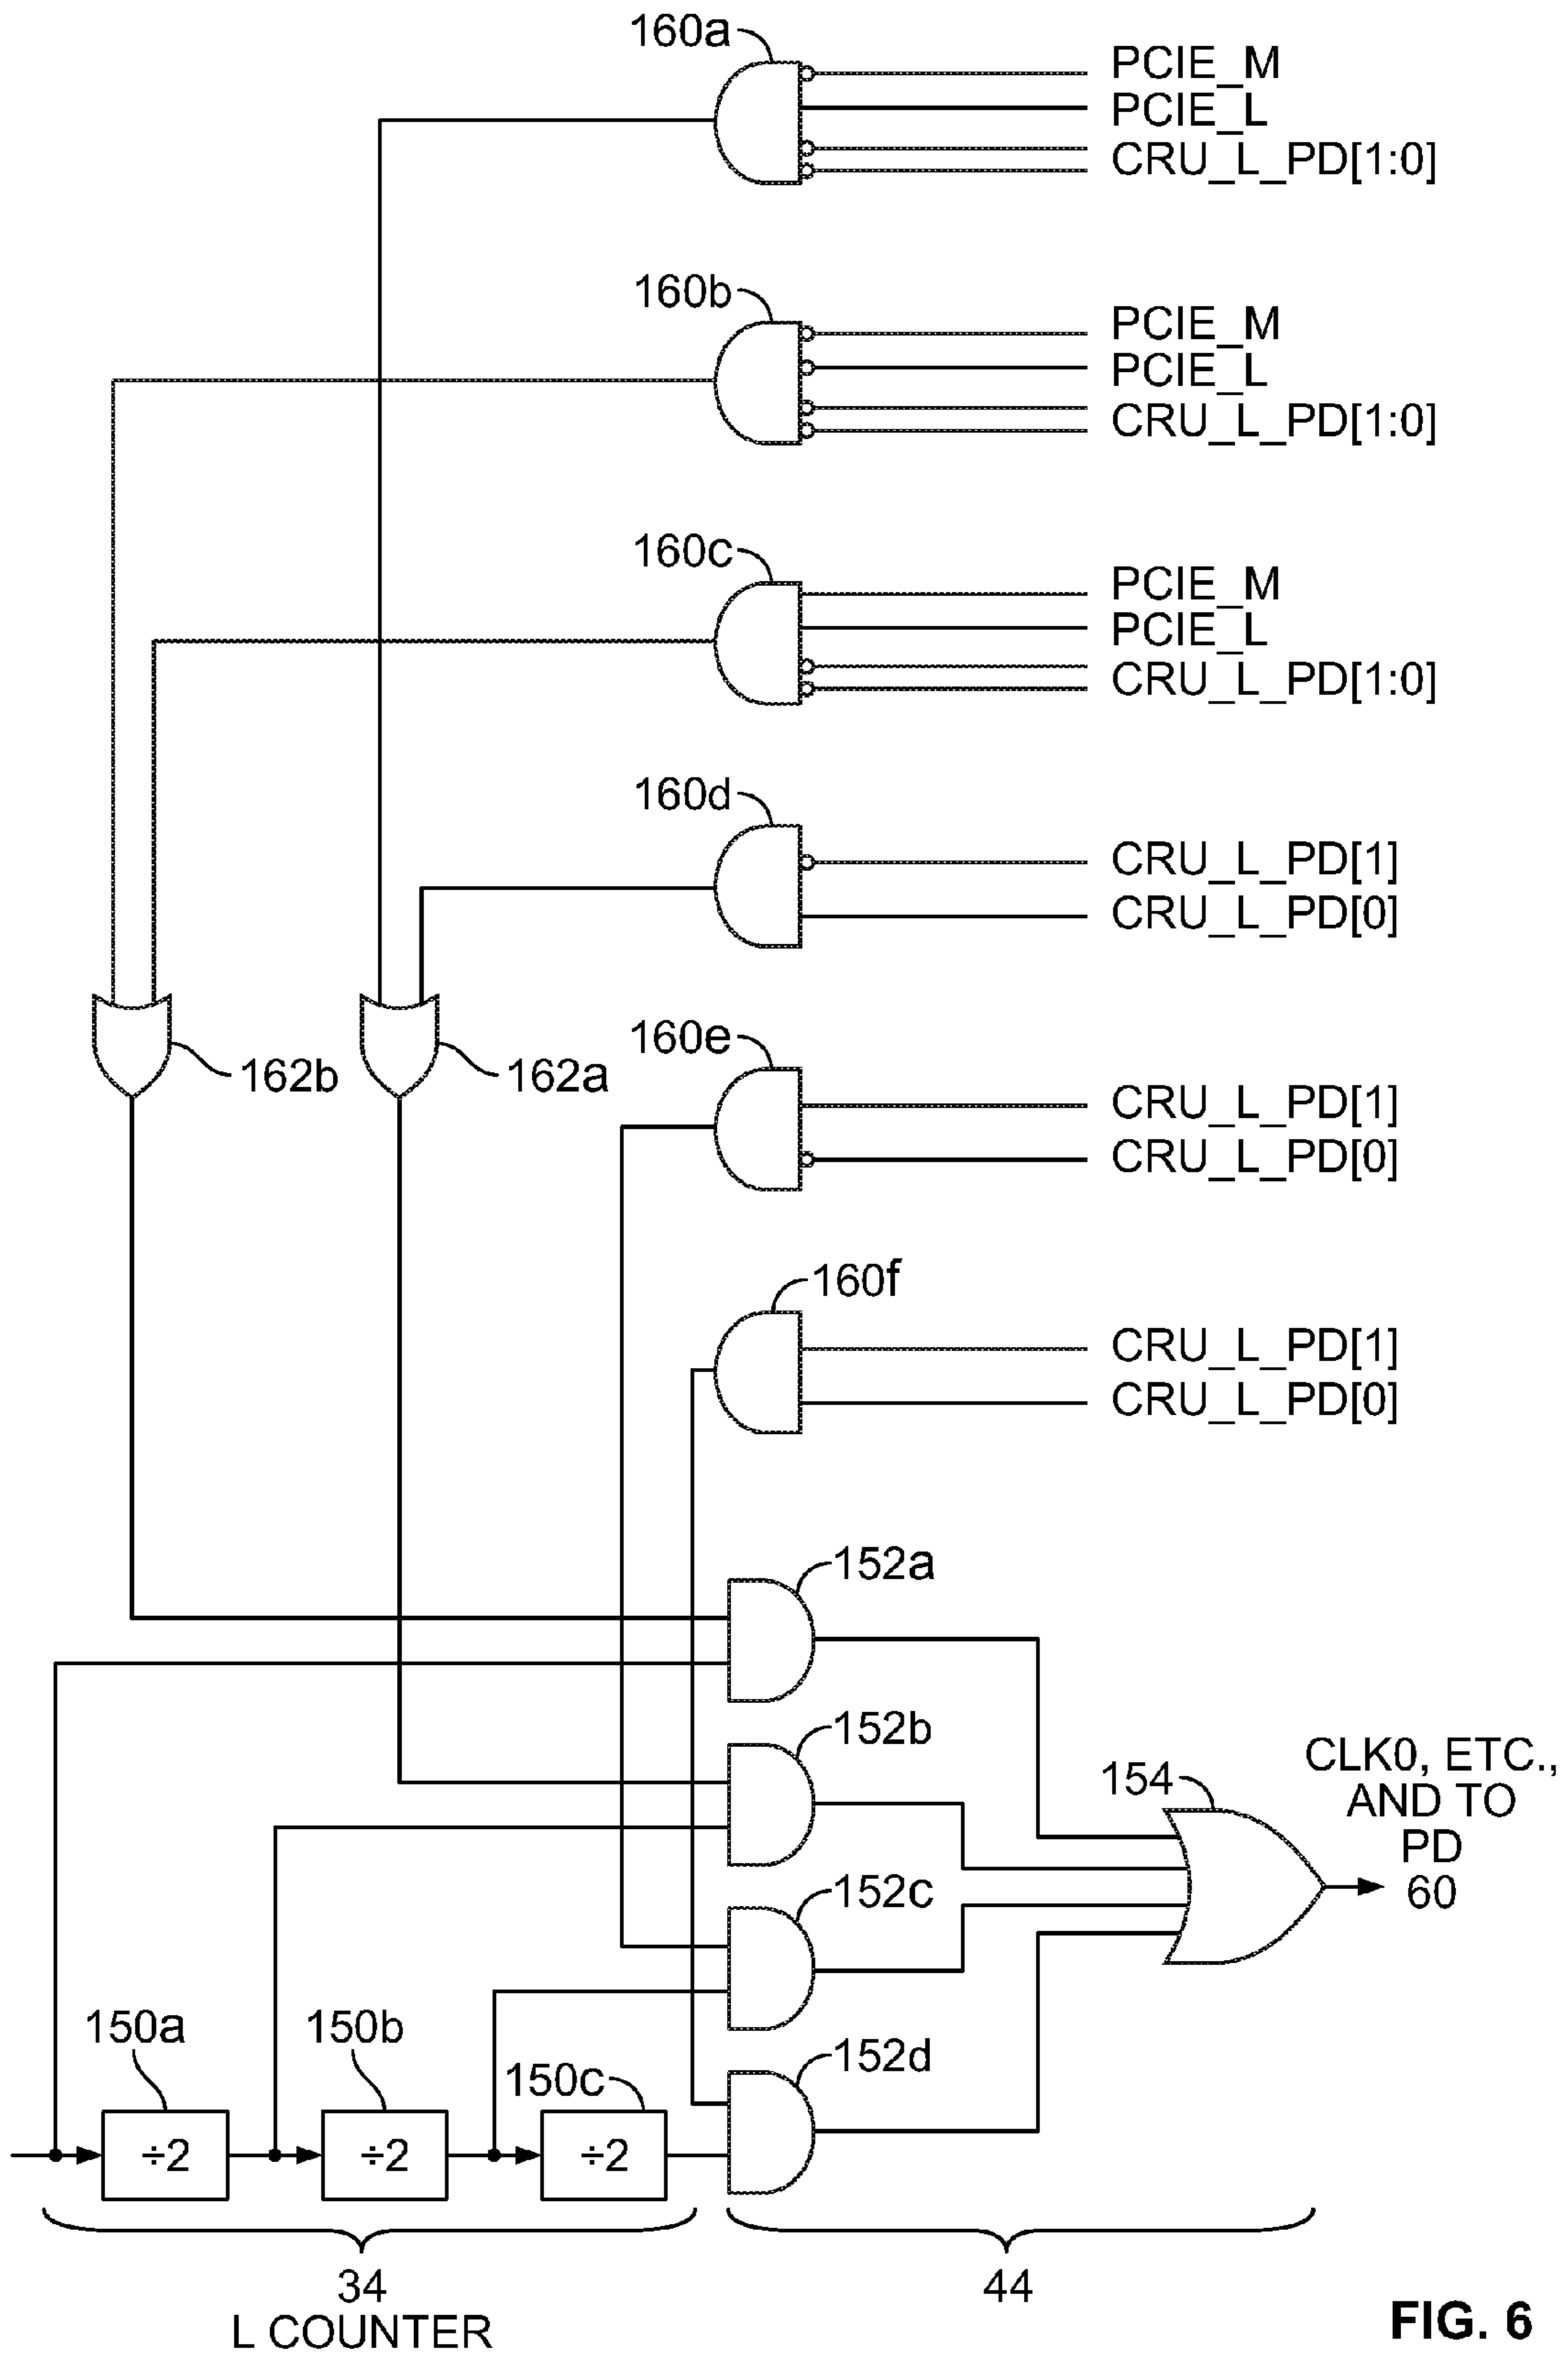 160a
PCIE_M
PCIE_L
CRU_L_PD[1:0]
160b
PCIE_M
PCIE_L
CRU_L_PD[1:0]
160c
PCIE_M
PCIE_L
CRU_L_PD[1:0]
160d
CRU_L_PD[1]
CRU_L_PD[0]
162b
162a
160e
CRU_L_PD[1]
CRU_L_PD[0]
160f
CRU_L_PD[1]
CRU_L_PD[0]
152a
152b
154
CLK0, ETC.,
AND TO
PD
60
152c
152d
150a
150b
150c
÷2
÷2
÷2
34
L COUNTER
44
FIG. 6